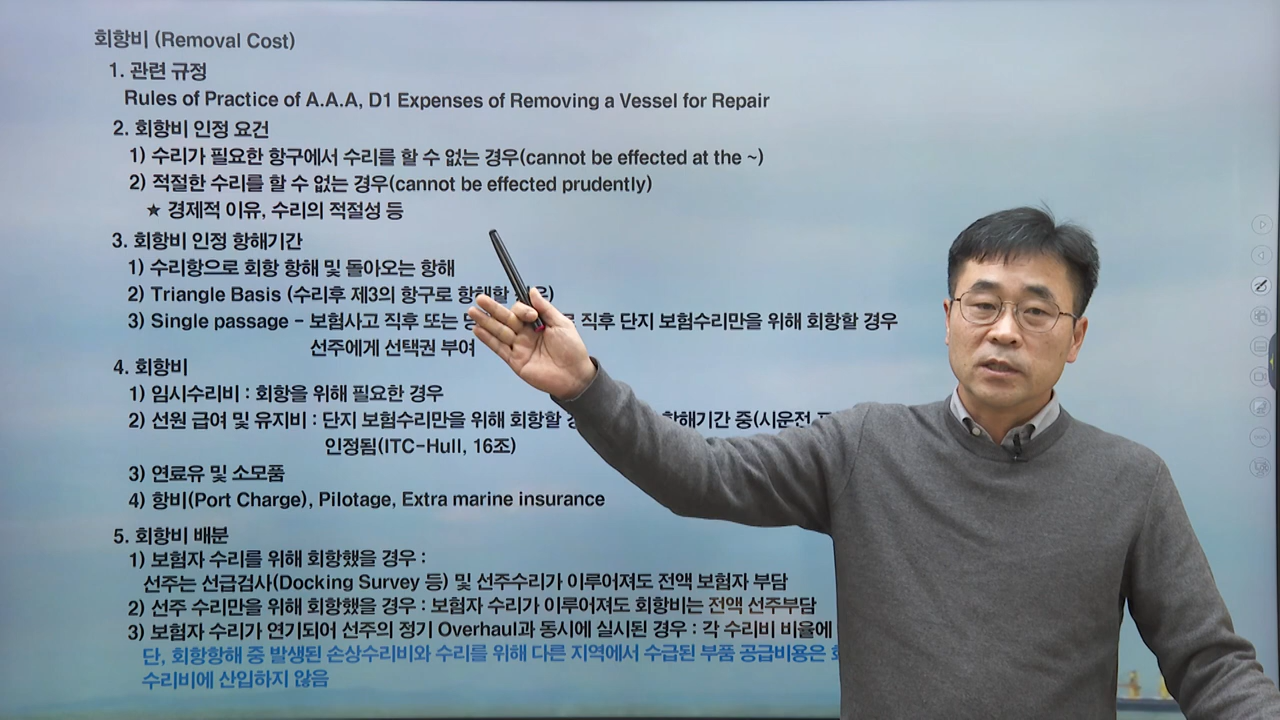 회항비 (Removal Cost)
1. 관련 규정
Rules of Practice of A.A.A, D1 Expenses of Removing a Vessel for Repair
2. 회항비 인정 요건
1) 수리가 필요한 항구에서 수리를 할 수 없는 경우(cannot be effected at the ~)
2) 적절한 수리를 할 수 없는 경우(cannot be effected prudently)
★ 경제적 이유, 수리의 적절성 등
3. 회항비 인정 항해기간
1) 수리항으로 회항 항해 및 돌아오는 항해
2) Triangle Basis (수리후 제3의 항구로 항해할
3) Single passage - 보험사고 직후 또는 직후 단지 보험수리만을 위해 회항할 경우
선주에게 선택권 부여
4. 회항비
1) 임시수리비 : 회항을 위해 필요한 경우
2) 선원 급여 및 유지비 : 단지 보험수리만을 위해 회항할 항해기간 중(시운전
인정됨(ITC-Hull, 16조)
3) 연료유 및 소모품
4) 항비(Port Charge), Pilotage, Extra marine insurance
5. 회항비 배분
1) 보험자 수리를 위해 회항했을 경우 :
선주는 선급검사(Docking Survey 등) 및 선주수리가 이루어져도 전액 보험자 부담
2) 선주 수리만을 위해 회항했을 경우 : 보험자 수리가 이루어져도 회항비는 전액 선주부담
3) 보험자 수리가 연기되어 선주의 정기 Overhaul과 동시에 실시된 경우 : 각 수리비 비율에
단, 회항항해 중 발생된 손상수리비와 수리를 위해 다른 지역에서 수급된 부품 공급비용은
수리비에 산입하지 않음